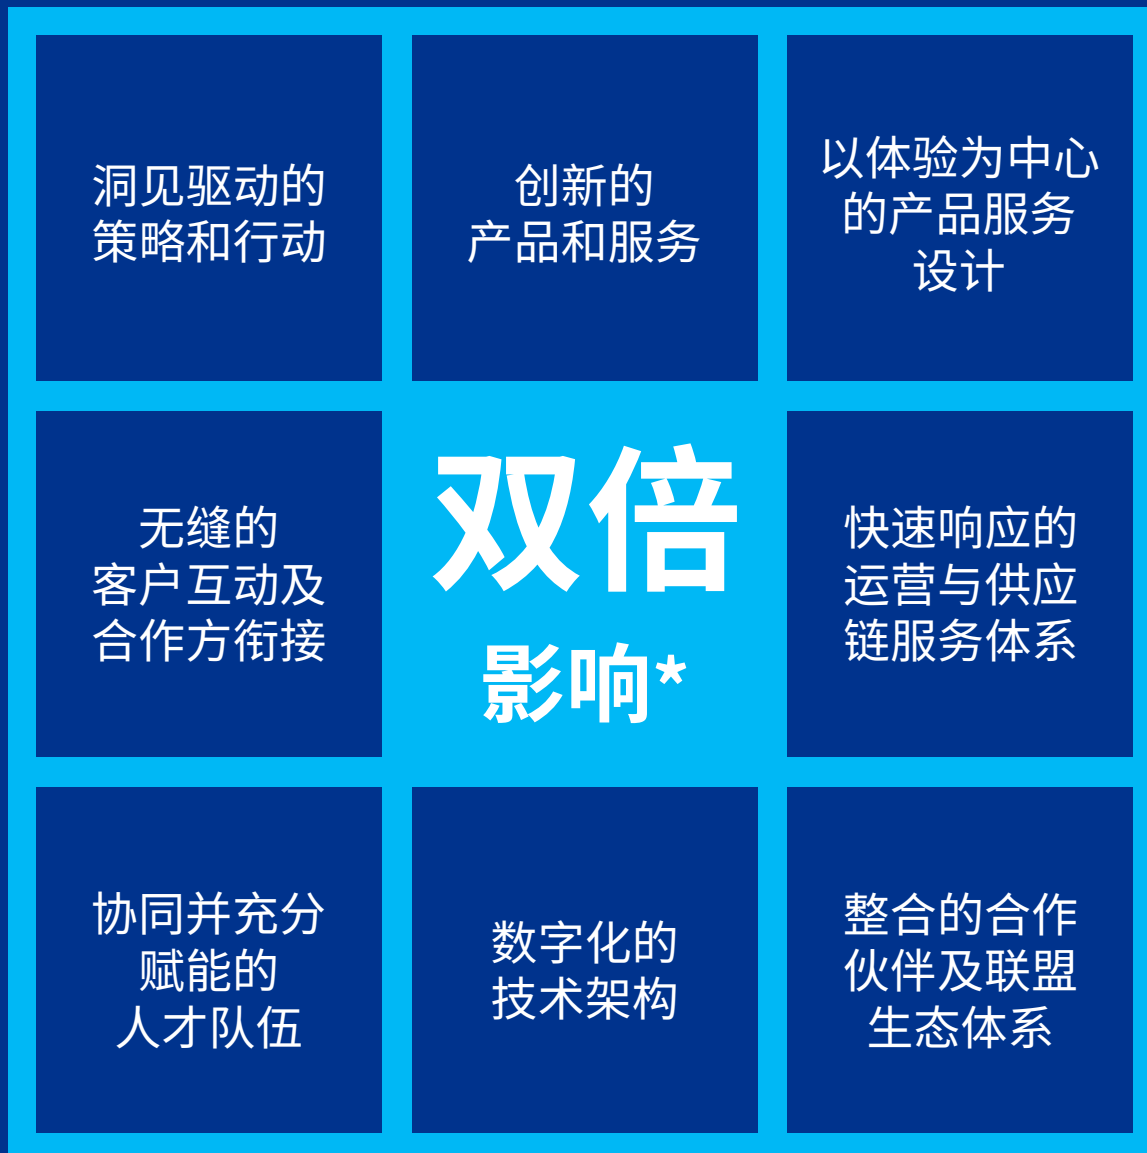 洞见驱动的
策略和行动
创新的
产品和服务
以体验为中心
的产品服务
设计
无缝的
客户互动及
合作方衔接
双倍
影响*
快速响应的
运营与供应
链服务体系
协同并充分
赋能的
人才队伍
数字化的
技术架构
整合的合作
伙伴及联盟
生态体系